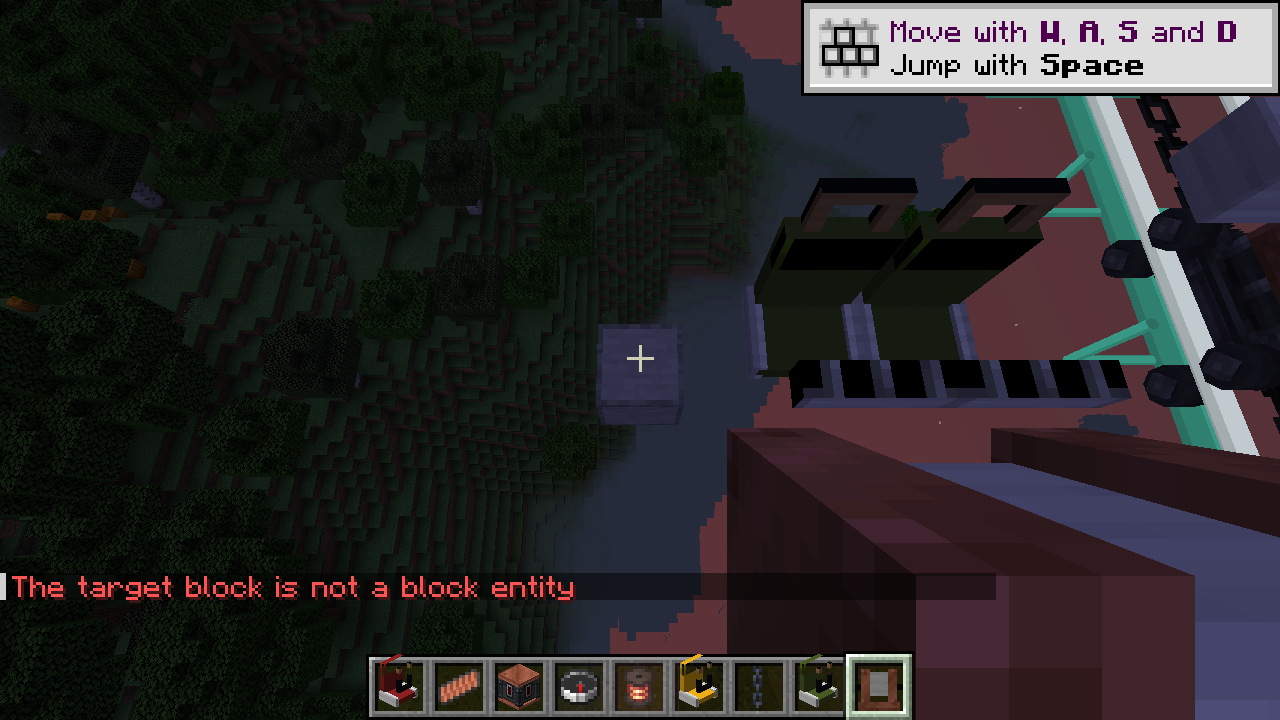 Move with W, A, S and D
Jump with Space
The target block is not a block entity